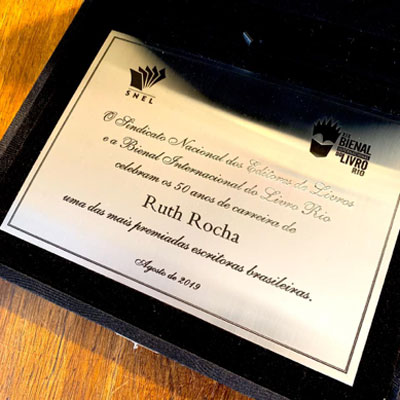 SNEL
BIENAL
LIVRO
RIO
O Sindicato Nacional dos Editores de Livros
e a Bienal Internacional do Livro Rio
celebram os 50 anos de carreira de
Ruth Rocha
uma das mais premiadas escritoras brasileiras.
Agosto de 2019